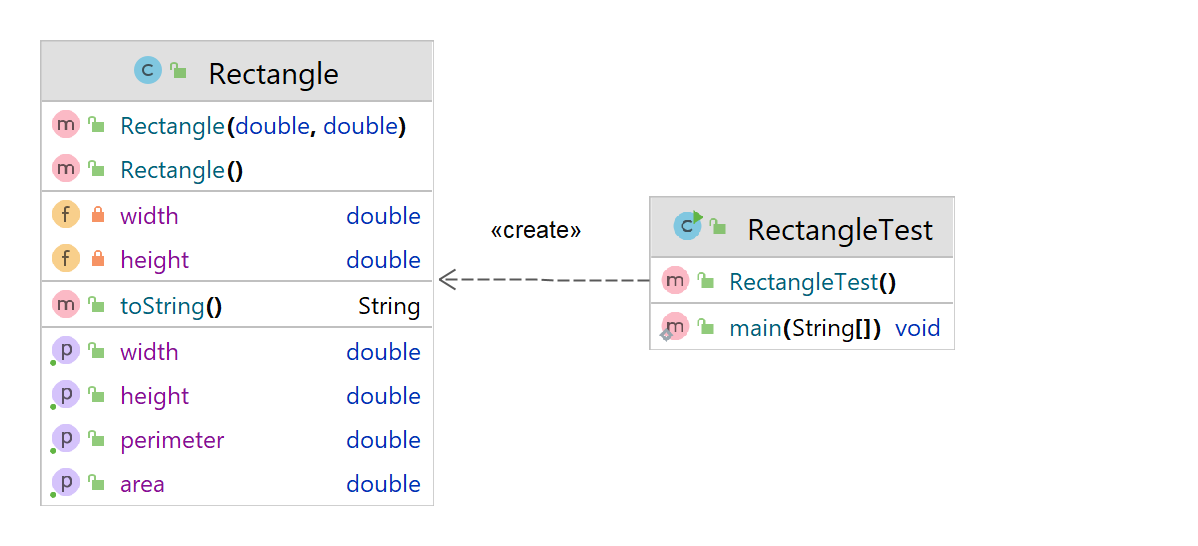 Rectangle
Rectangle(double, double)
Rectangle()
width double
height double
toString() String
width double
height double
perimeter double
area double
«create»
RectangleTest
RectangleTest()
main(String[]) void